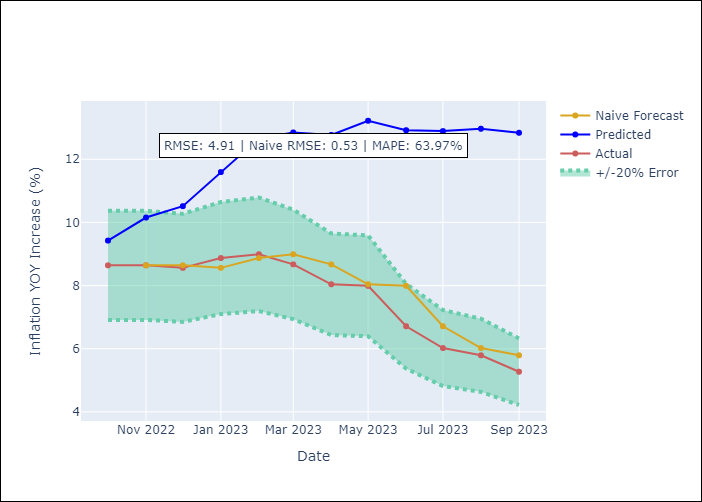 Naive Forecast
Predicted
Actual
+/-20% Error
RMSE: 4.91 | Naive RMSE: 0.53 | MAPE: 63.97%
Inflation YOY Increase (%)
12
10
8
6
4
Nov 2022 Jan 2023 Mar 2023 May 2023 Jul 2023 Sep 2023
Date